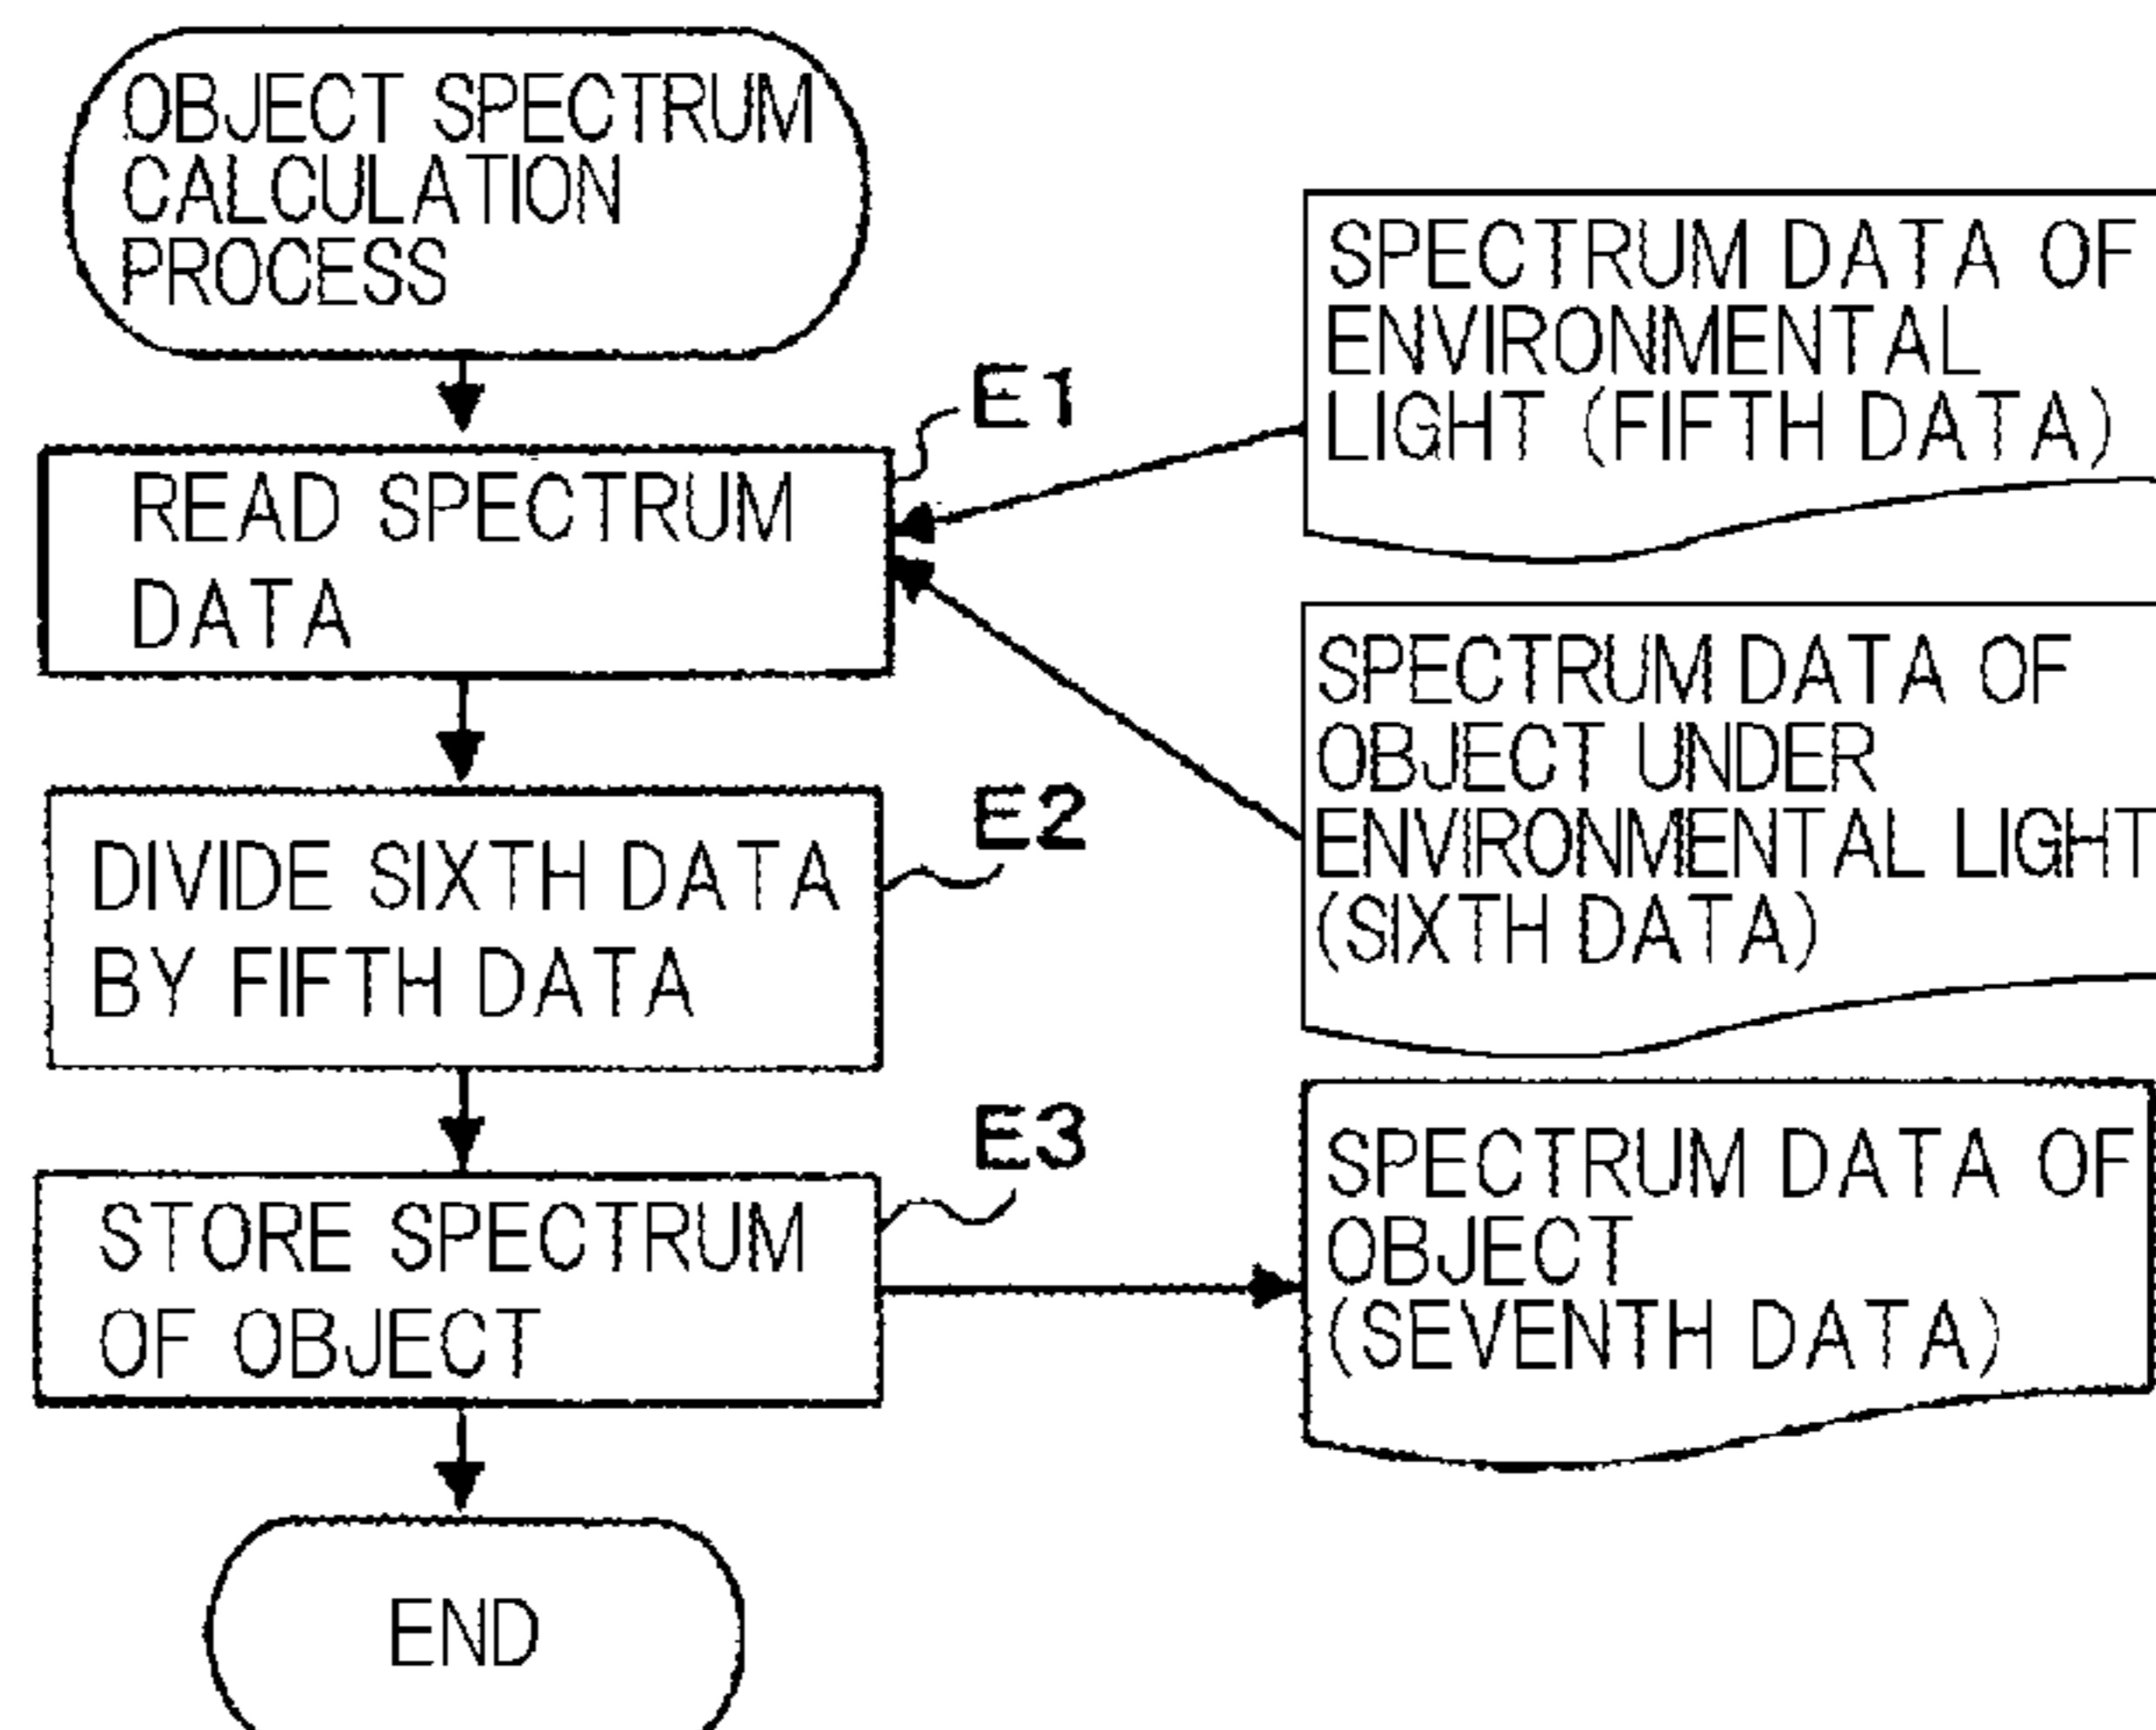 OBJECT SPECTRUM
CALCULATION
PROCESS
E1
READ SPECTRUM
DATA
SPECTRUM DATA OF
ENVIRONMENTAL
LIGHT (FIFTH DATA)
SPECTRUM DATA OF
OBJECT UNDER
ENVIRONMENTAL LIGHT
(SIXTH DATA)
E2
DIVIDE SIXTH DATA
BY FIFTH DATA
E3
STORE SPECTRUM
OF OBJECT
SPECTRUM DATA OF
OBJECT
(SEVENTH DATA)
END